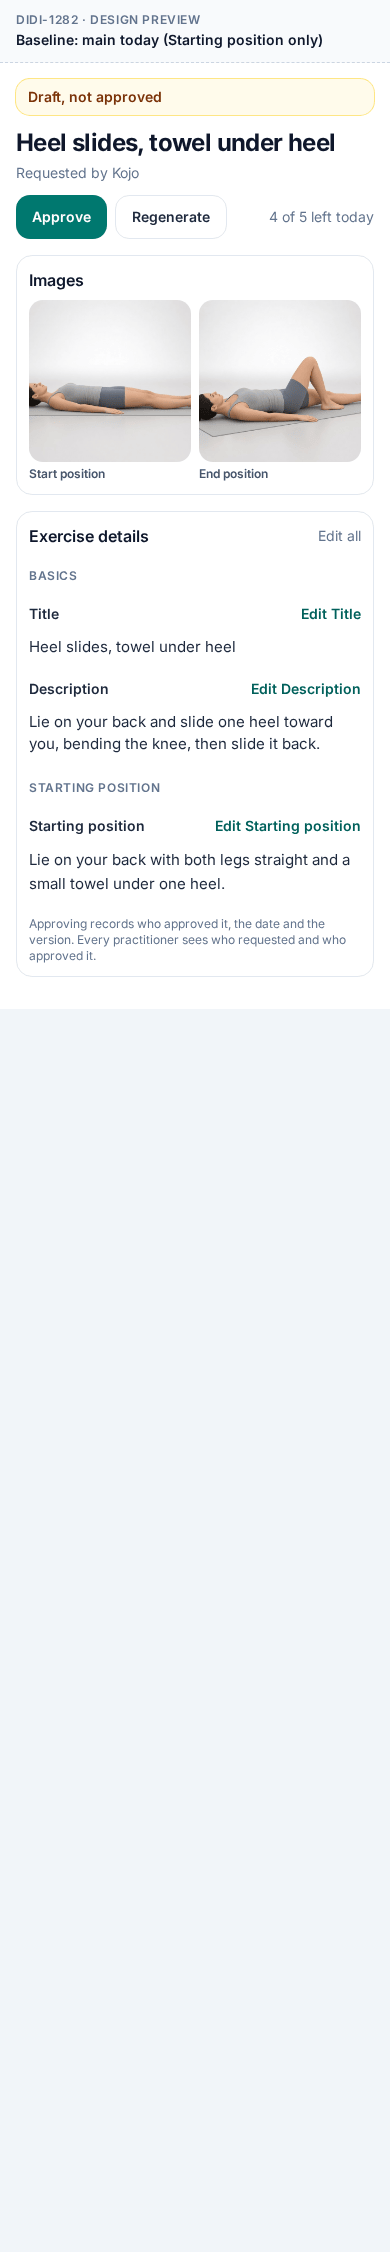 DIDI-1282 · DESIGN PREVIEW
Baseline: main today (Starting position only)
Draft, not approved
Heel slides, towel under heel
Requested by Kojo
Approve
Regenerate
4 of 5 left today
Images
Start position
End position
Exercise details
Edit all
BASICS
Title
Edit Title
Heel slides, towel under heel
Description
Edit Description
Lie on your back and slide one heel toward
you, bending the knee, then slide it back.
STARTING POSITION
Starting position
Edit Starting position
Lie on your back with both legs straight and a
small towel under one heel.
Approving records who approved it, the date and the
version. Every practitioner sees who requested and who
approved it.